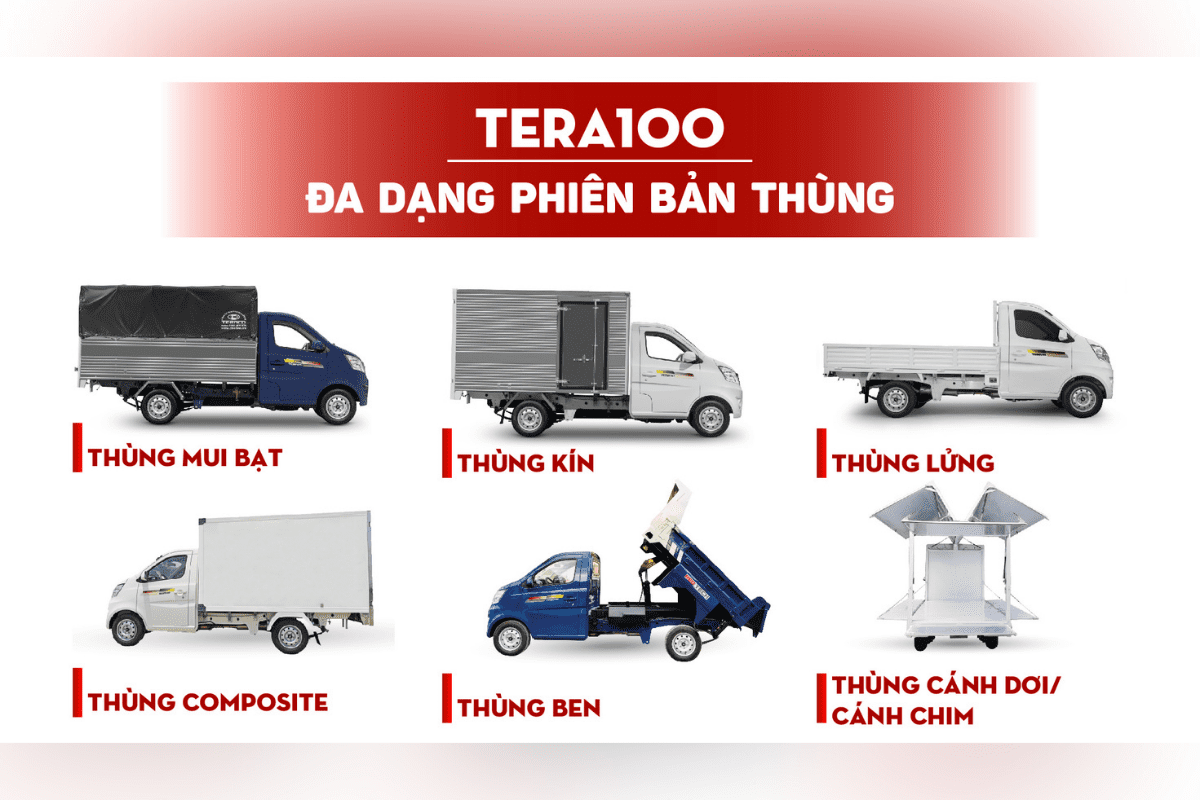 TERA100
ĐA DẠNG PHIÊN BẢN THÙNG
TERACO
THÙNG MUI BẠT
THÙNG KÍN
THÙNG LỬNG
THÙNG COMPOSITE
THÙNG BEN
THÙNG CÁNH DƠI/
CÁNH CHIM